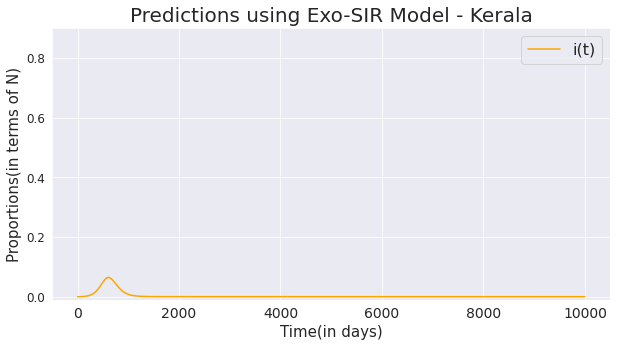 Predictions using Exo-SIR Model - Kerala
i(t)
Proportions(in terms of N)
0.8
0.6
0.4
0.2
0.0
0 2000 4000 6000 8000 10000
Time(in days)